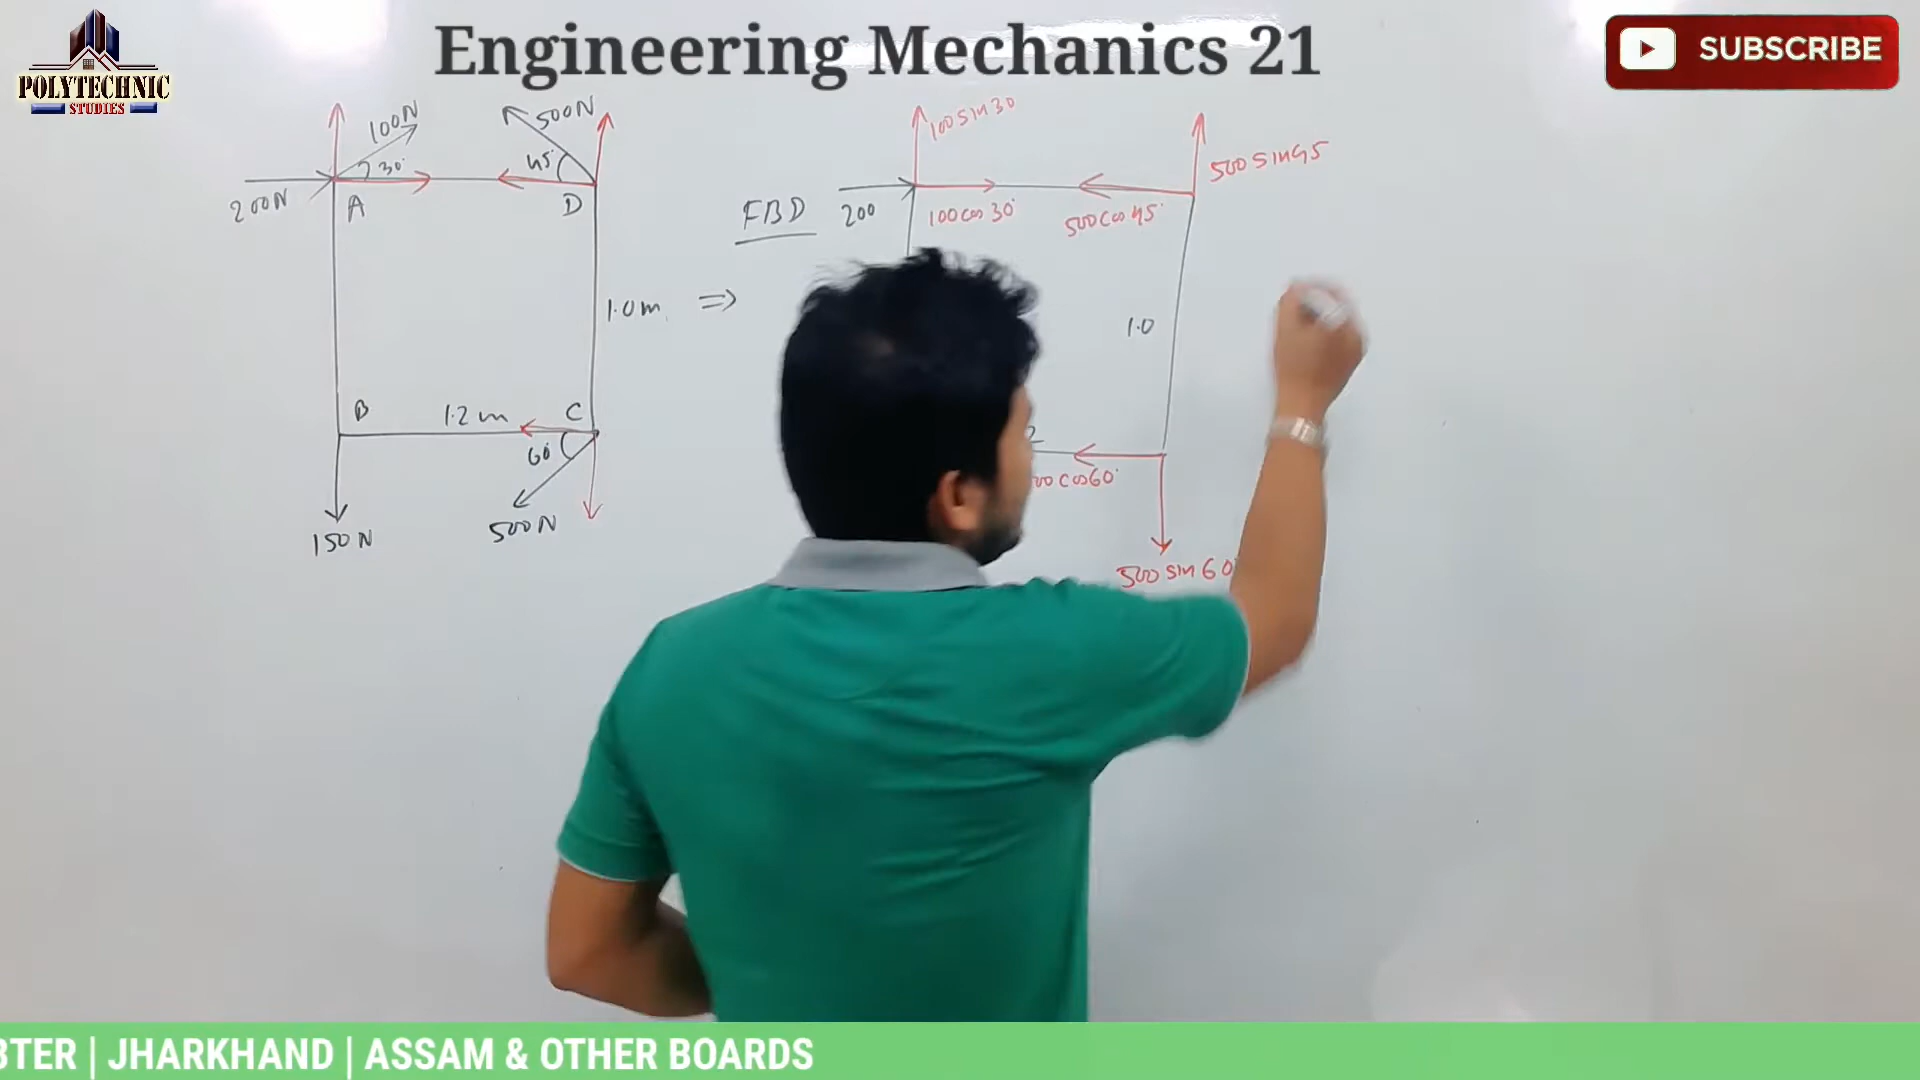 Engineering Mechanics 21
SUBSCRIBE
POLYTECHNIC
STUDIES
100N
30°
200N
A
500N
45°
D
1.0m
B
1.2 m
C
60°
500N
150N
⇒
FBD
200
100 sin 30
100 cos 30°
500 cos 45°
500 sin 45
1.0
00 cos 60°
500 sin 60
BTER | JHARKHAND | ASSAM & OTHER BOARDS